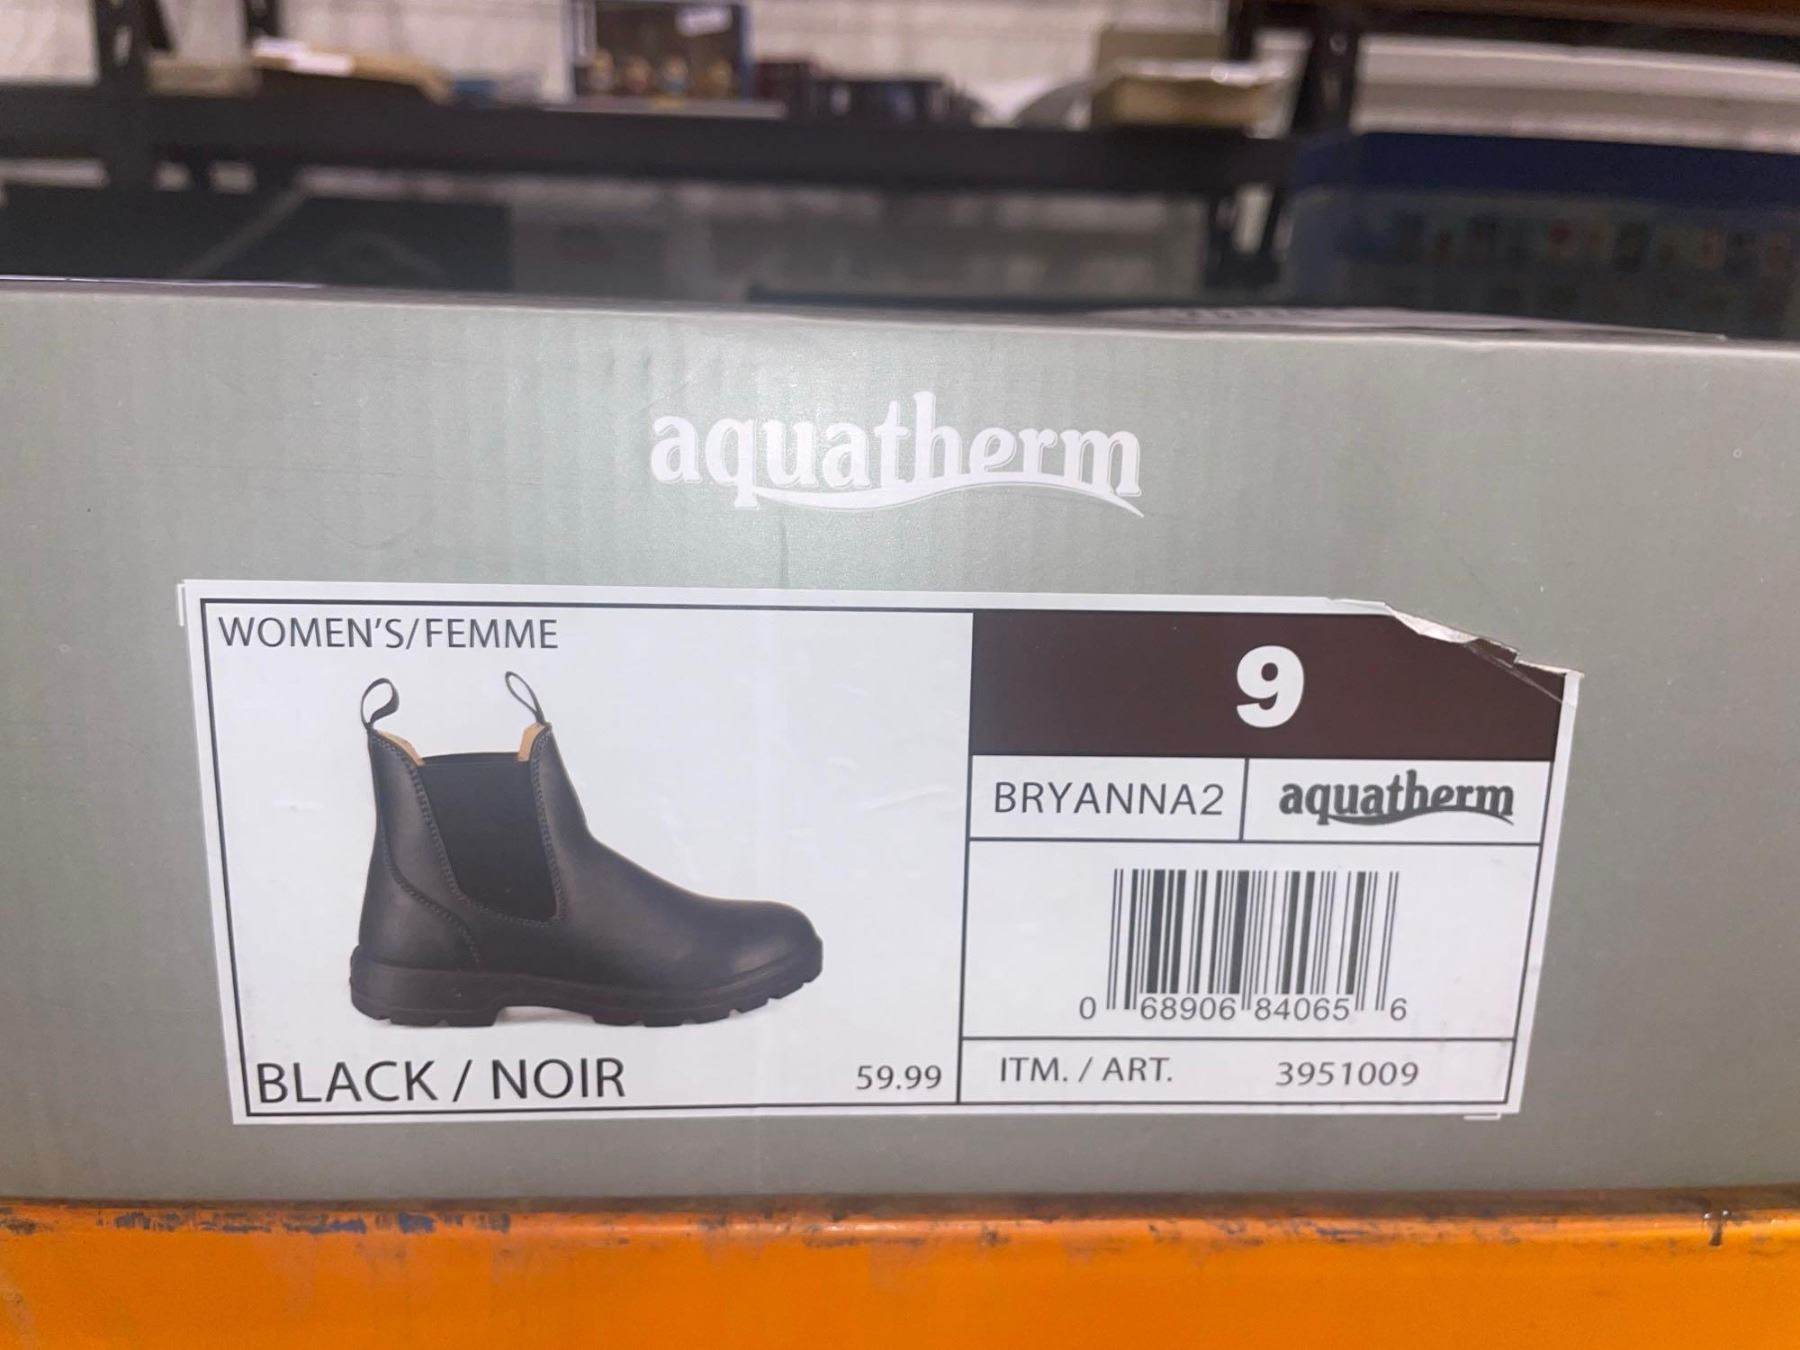 aquatherm
WOMEN'S/FEMME
9
BRYANNA2
aquatherm
0 68906 84065 6
BLACK / NOIR
59.99
ITM. / ART.
3951009